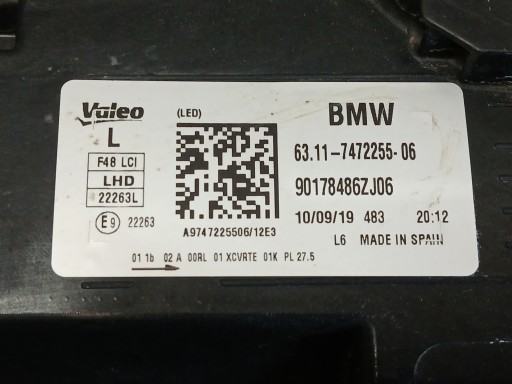 Valeo
(LED)
BMW
L
F48 LCI
LHD
22263L
E9 22263
A9747225506/12E3
63.11-7472255-06
90178486ZJ06
10/09/19 483 20:12
L6 MADE IN SPAIN
01 1b 02 A 00RL 01 XCVRTE 01K PL 27.5